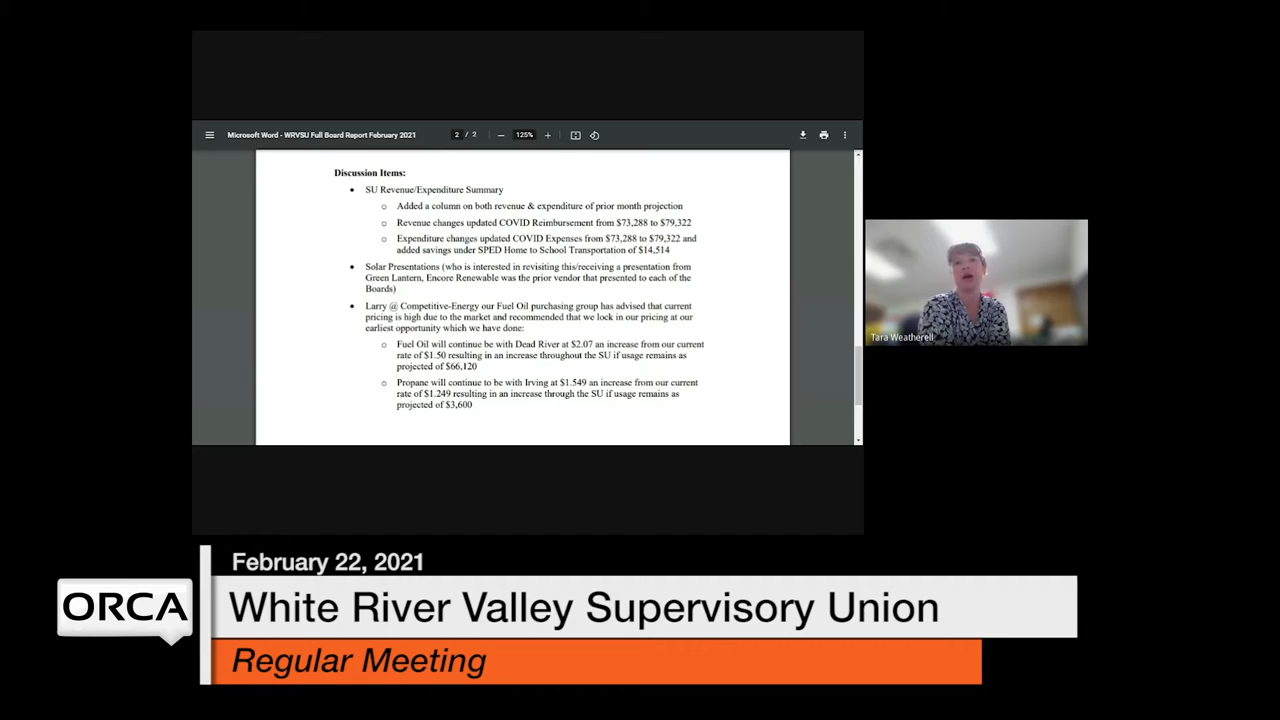 Microsoft Word - WRVSU Full Board Report February 2021
2 / 2
125%
Discussion Items:
• SU Revenue/Expenditure Summary
o Added a column on both revenue & expenditure of prior month projection
o Revenue changes updated COVID Reimbursement from $73,288 to $79,322
o Expenditure changes updated COVID Expenses from $73,288 to $79,322 and
added savings under SPED Home to School Transportation of $14,514
• Solar Presentations (who is interested in revisiting this/receiving a presentation from
Green Lantern, Encore Renewable was the prior vendor that presented to each of the
Boards)
• Larry @ Competitive-Energy our Fuel Oil purchasing group has advised that current
pricing is high due to the market and recommended that we lock in our pricing at our
earliest opportunity which we have done:
o Fuel Oil will continue be with Dead River at $2.07 an increase from our current
rate of $1.50 resulting in an increase throughout the SU if usage remains as
projected of $66,120
o Propane will continue to be with Irving at $1.549 an increase from our current
rate of $1.249 resulting in an increase through the SU if usage remains as
projected of $3,600
Tara Weatherell
February 22, 2021
ORCA
White River Valley Supervisory Union
Regular Meeting